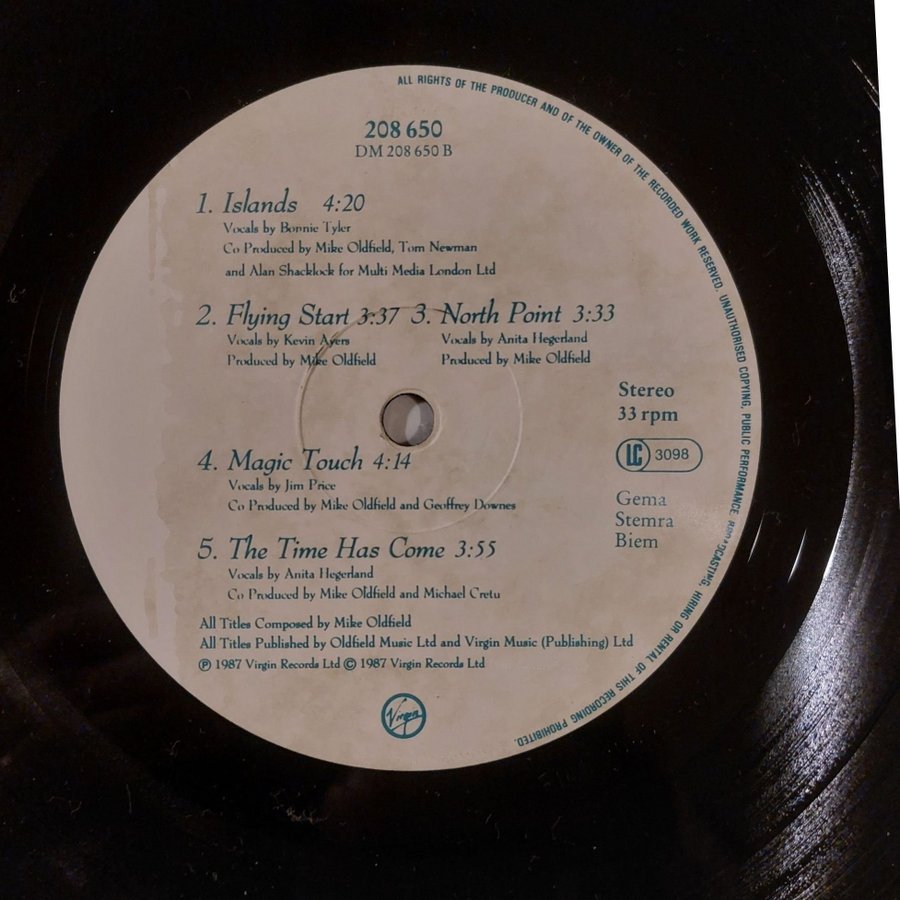 ALL RIGHTS OF THE PRODUCER AND OF THE OWNER OF THE RECORDED WORK RESERVED. UNAUTHORISED COPYING, PUBLIC PERFORMANCE, BROADCASTING, HIRING OR RENTAL OF THIS RECORDING PROHIBITED.
208 650
DM 208 650 B
1. Islands 4:20
Vocals by Bonnie Tyler
Co Produced by Mike Oldfield, Tom Newman
and Alan Shacklock for Multi Media London Ltd
2. Flying Start 3:37 3. North Point 3:33
Vocals by Kevin Ayers Vocals by Anita Hegerland
Produced by Mike Oldfield Produced by Mike Oldfield
Stereo
33 rpm
LC 3098
Gema
Stemra
Biem
4. Magic Touch 4:14
Vocals by Jim Price
Co Produced by Mike Oldfield and Geoffrey Downes
5. The Time Has Come 3:55
Vocals by Anita Hegerland
Co Produced by Mike Oldfield and Michael Cretu
All Titles Composed by Mike Oldfield
All Titles Published by Oldfield Music Ltd and Virgin Music (Publishing) Ltd
℗ 1987 Virgin Records Ltd © 1987 Virgin Records Ltd
Virgin